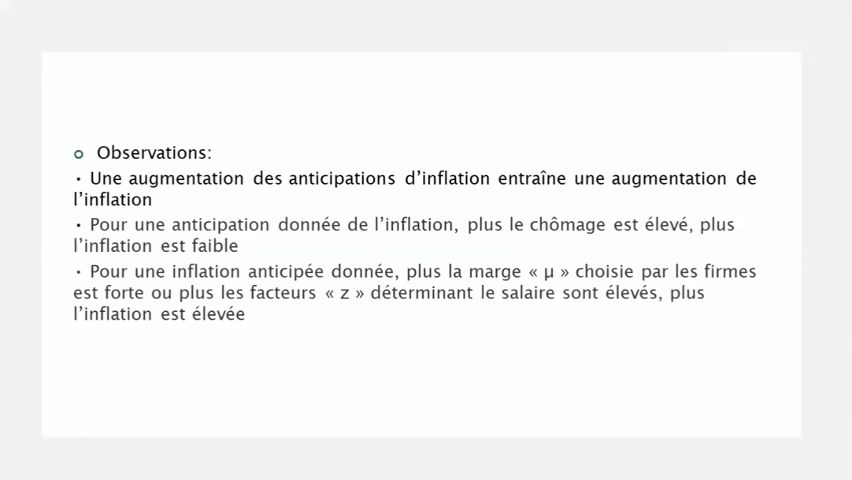 Observations:
• Une augmentation des anticipations d’inflation entraîne une augmentation de
l’inflation
• Pour une anticipation donnée de l’inflation, plus le chômage est élevé, plus
l’inflation est faible
• Pour une inflation anticipée donnée, plus la marge « µ » choisie par les firmes
est forte ou plus les facteurs « z » déterminant le salaire sont élevés, plus
l’inflation est élevée